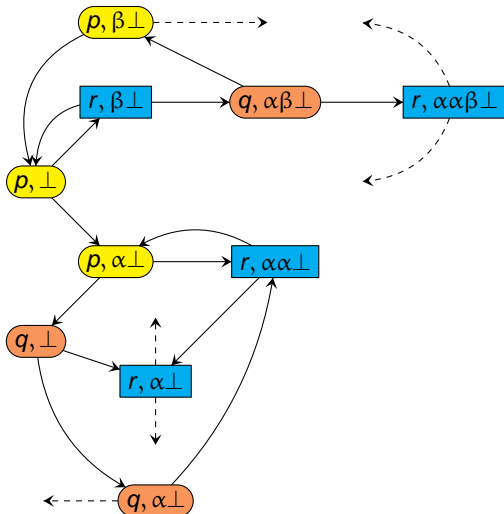 p, β⊥
r, β⊥
q, αβ⊥
r, ααβ⊥
p, ⊥
p, α⊥
r, αα⊥
q, ⊥
r, α⊥
q, α⊥